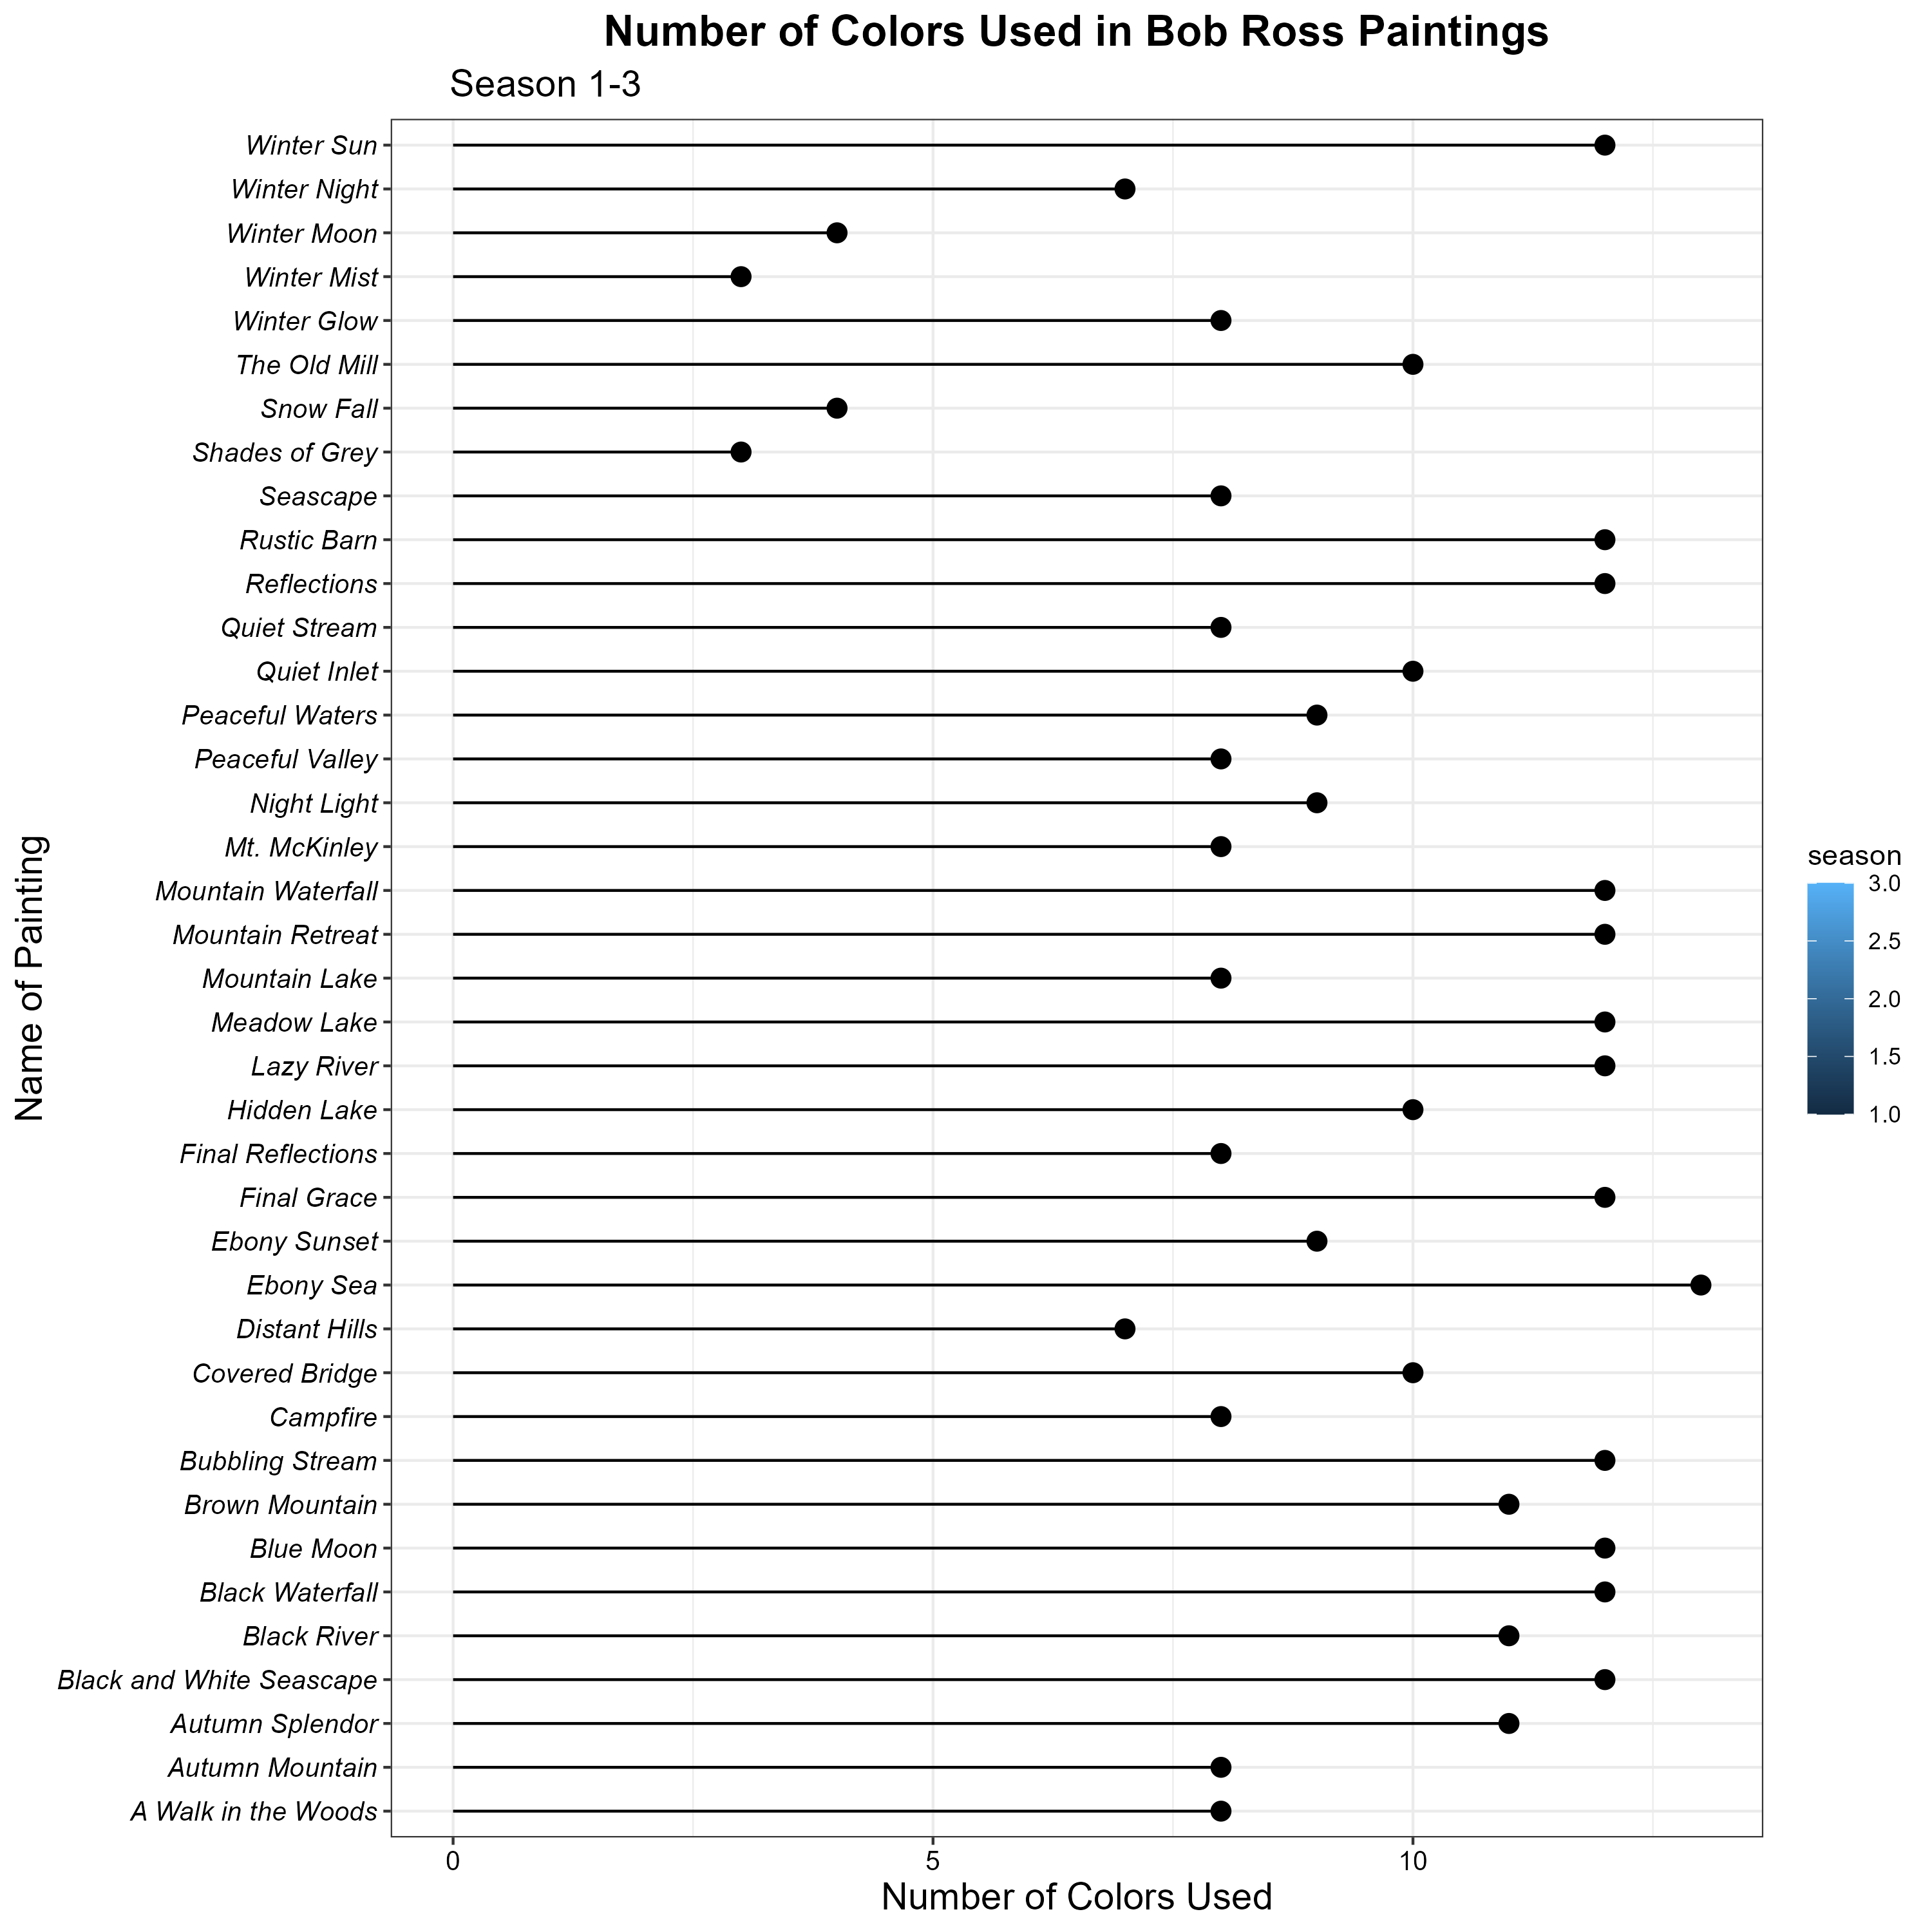 Number of Colors Used in Bob Ross Paintings
Season 1-3
Name of Painting
Winter Sun
Winter Night
Winter Moon
Winter Mist
Winter Glow
The Old Mill
Snow Fall
Shades of Grey
Seascape
Rustic Barn
Reflections
Quiet Stream
Quiet Inlet
Peaceful Waters
Peaceful Valley
Night Light
Mt. McKinley
Mountain Waterfall
Mountain Retreat
Mountain Lake
Meadow Lake
Lazy River
Hidden Lake
Final Reflections
Final Grace
Ebony Sunset
Ebony Sea
Distant Hills
Covered Bridge
Campfire
Bubbling Stream
Brown Mountain
Blue Moon
Black Waterfall
Black River
Black and White Seascape
Autumn Splendor
Autumn Mountain
A Walk in the Woods
0 5 10
Number of Colors Used
season
3.0
2.5
2.0
1.5
1.0